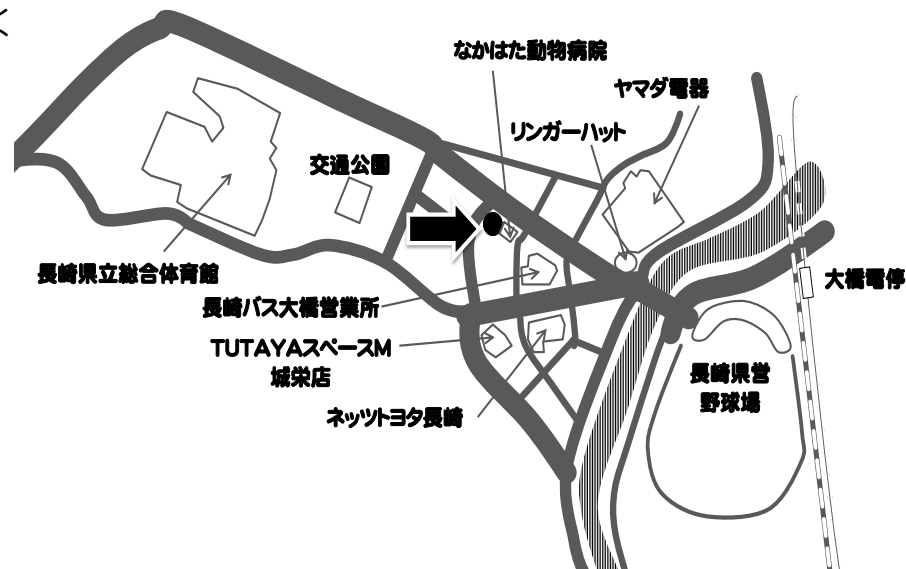 なかはた動物病院
ヤマダ電器
リンガーハット
交通公園
長崎県立総合体育館
大橋電停
長崎バス大橋営業所
TUTAYAスペースM
城栄店
長崎県営
野球場
ネッツトヨタ長崎